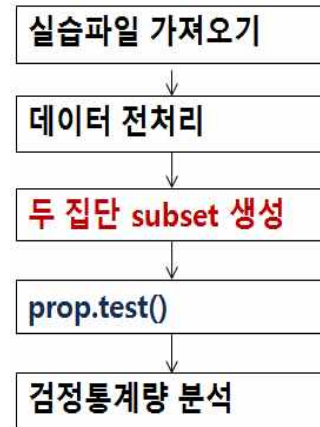 실습파일 가져오기
데이터 전처리
두 집단 subset 생성
prop.test()
검정통계량 분석